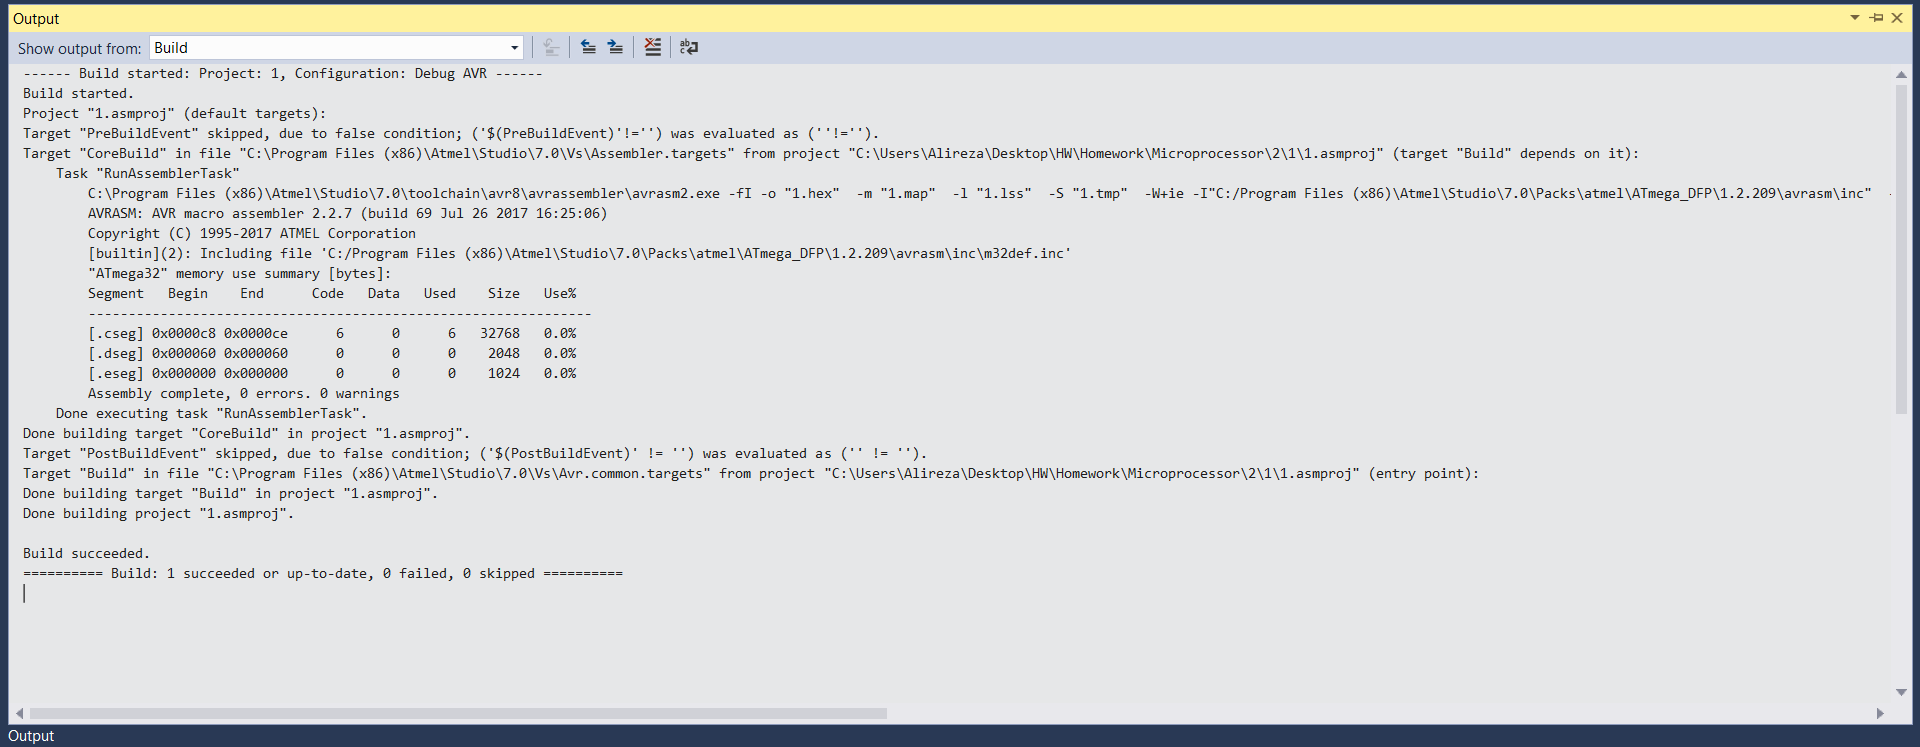 Output
Show output from: Build
------ Build started: Project: 1, Configuration: Debug AVR ------
Build started.
Project "1.asmproj" (default targets):
Target "PreBuildEvent" skipped, due to false condition; ('$(PreBuildEvent)'!='') was evaluated as (''!='').
Target "CoreBuild" in file "C:\Program Files (x86)\Atmel\Studio\7.0\Vs\Assembler.targets" from project "C:\Users\Alireza\Desktop\HW\Homework\Microprocessor\2\1\1.asmproj" (target "Build" depends on it):
Task "RunAssemblerTask"
C:\Program Files (x86)\Atmel\Studio\7.0\toolchain\avr8\avrassembler\avrasm2.exe -fI -o "1.hex"  -m "1.map"  -l "1.lss"  -S "1.tmp"  -W+ie -I"C:/Program Files (x86)\Atmel\Studio\7.0\Packs\atmel\ATmega_DFP\1.2.209\avrasm\inc"  -
AVRASM: AVR macro assembler 2.2.7 (build 69 Jul 26 2017 16:25:06)
Copyright (C) 1995-2017 ATMEL Corporation
[builtin](2): Including file 'C:/Program Files (x86)\Atmel\Studio\7.0\Packs\atmel\ATmega_DFP\1.2.209\avrasm\inc\m32def.inc'
"ATmega32" memory use summary [bytes]:
Segment   Begin    End      Code   Data   Used    Size   Use%
---------------------------------------------------------------
[.cseg] 0x0000c8 0x0000ce      6      0      6   32768   0.0%
[.dseg] 0x000060 0x000060      0      0      0    2048   0.0%
[.eseg] 0x000000 0x000000      0      0      0    1024   0.0%
Assembly complete, 0 errors. 0 warnings
Done executing task "RunAssemblerTask".
Done building target "CoreBuild" in project "1.asmproj".
Target "PostBuildEvent" skipped, due to false condition; ('$(PostBuildEvent)' != '') was evaluated as ('' != '').
Target "Build" in file "C:\Program Files (x86)\Atmel\Studio\7.0\Vs\Avr.common.targets" from project "C:\Users\Alireza\Desktop\HW\Homework\Microprocessor\2\1\1.asmproj" (entry point):
Done building target "Build" in project "1.asmproj".
Done building project "1.asmproj".
Build succeeded.
========== Build: 1 succeeded or up-to-date, 0 failed, 0 skipped ==========
Output